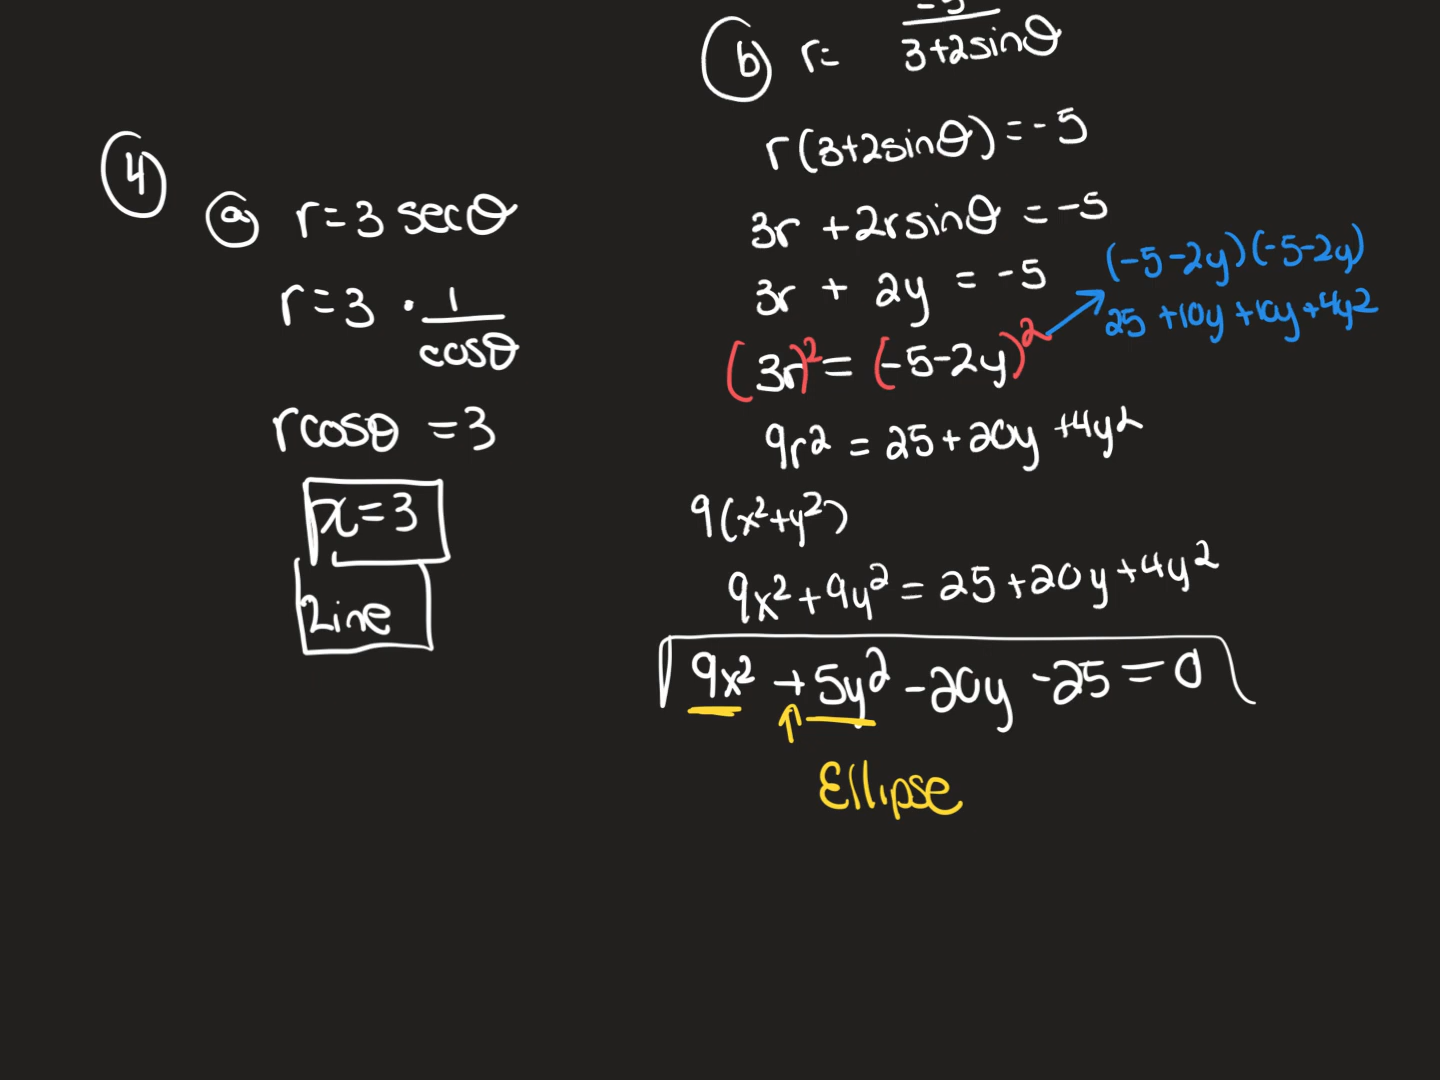 4
a r = 3 secθ
r = 3 · 1/cosθ
rcosθ = 3
x = 3
Line
b r = -5/3+2sinθ
r(3+2sinθ) = -5
3r + 2rsinθ = -5
3r + 2y = -5
(3r)² = (-5-2y)²
(-5-2y)(-5-2y)
25 +10y +10y +4y²
9r² = 25+20y +4y²
9(x²+y²)
9x²+9y² = 25+20y+4y²
9x² +5y² -20y -25 = 0
Ellipse